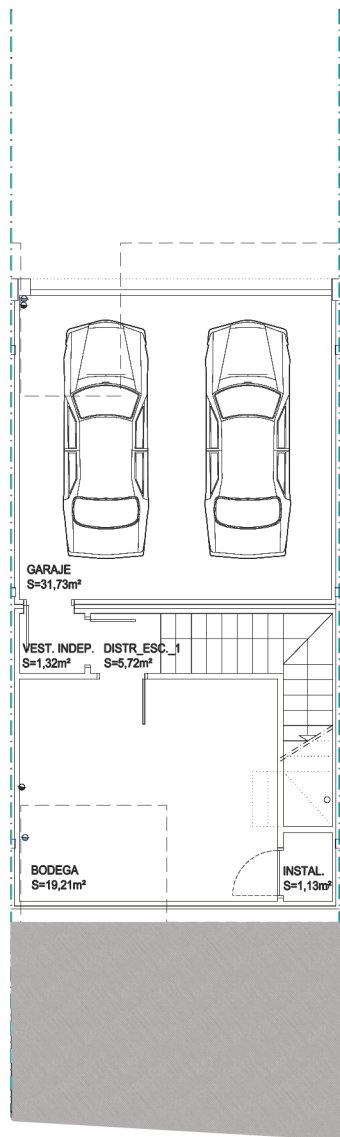 GARAJE
S=31,73m²
VEST. INDEP.
S=1,32m²
DISTR_ESC._1
S=5,72m²
BODEGA
S=19,21m²
INSTAL.
S=1,13m²